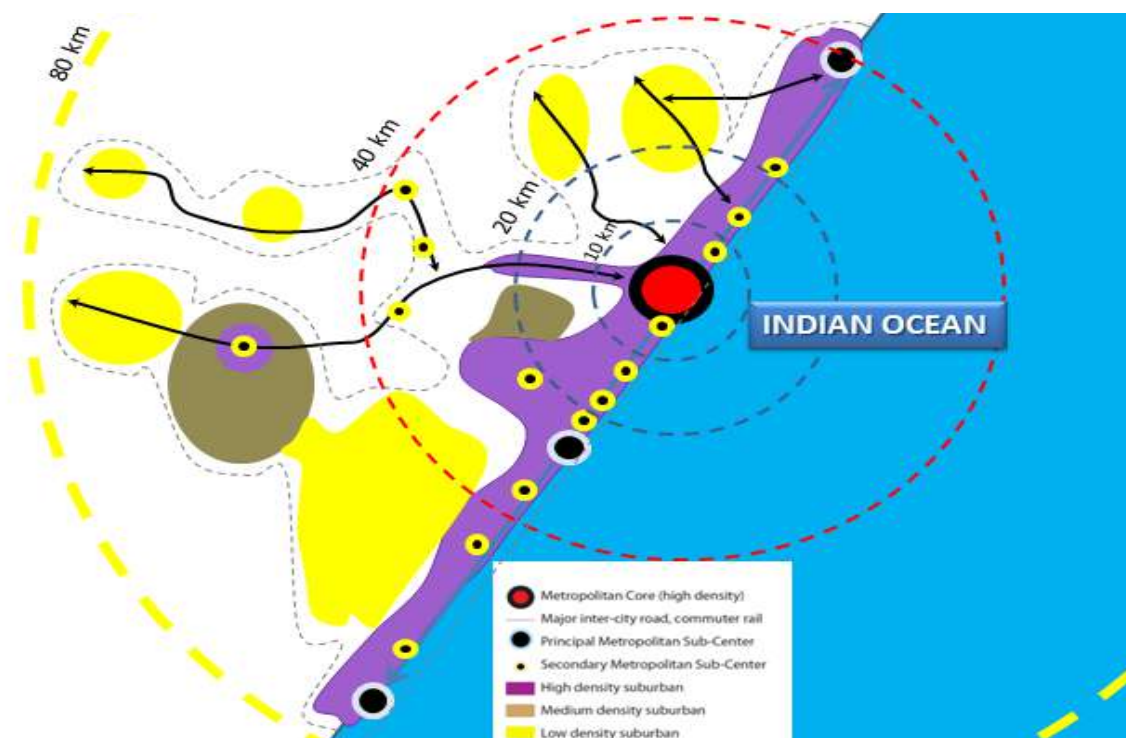 80 km
40 km
20 km
10 km
INDIAN OCEAN
Metropolitan Core (high density)
Major inter-city road, commuter rail
Principal Metropolitan Sub-Center
Secondary Metropolitan Sub-Center
High density suburban
Medium density suburban
Low density suburban